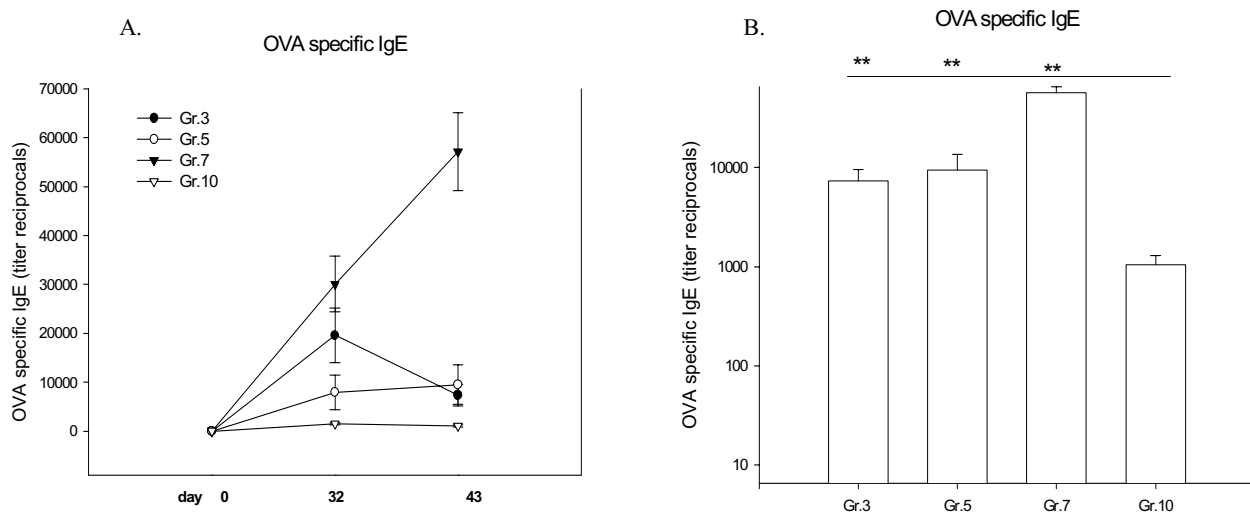 A.
OVA specific IgE
OVA specific IgE (titer reciprocals)
70000
60000
50000
40000
30000
20000
10000
0
Gr.3
Gr.5
Gr.7
Gr.10
day 0 32 43
B.
OVA specific IgE
** ** **
OVA specific IgE (titer reciprocals)
10000
1000
100
10
Gr.3 Gr.5 Gr.7 Gr.10